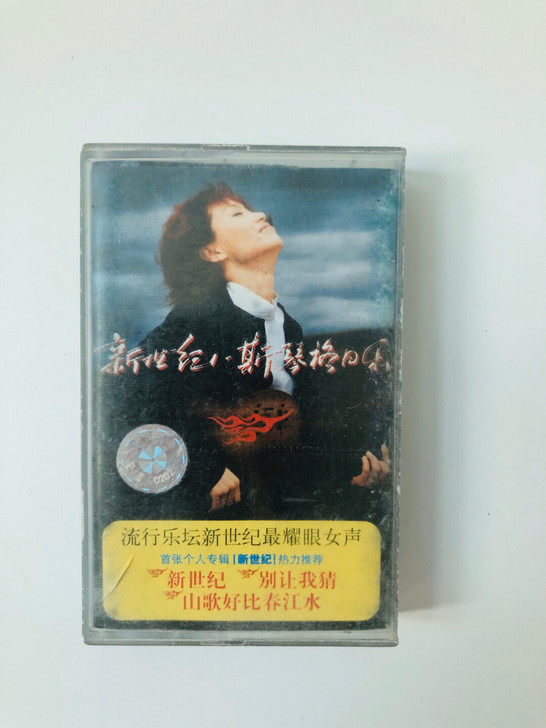 新世纪 小斯琴格日乐
流行乐坛新世纪最耀眼女声
首张个人专辑|新世纪|热力推荐
新世纪 别让我猜
山歌好比春江水